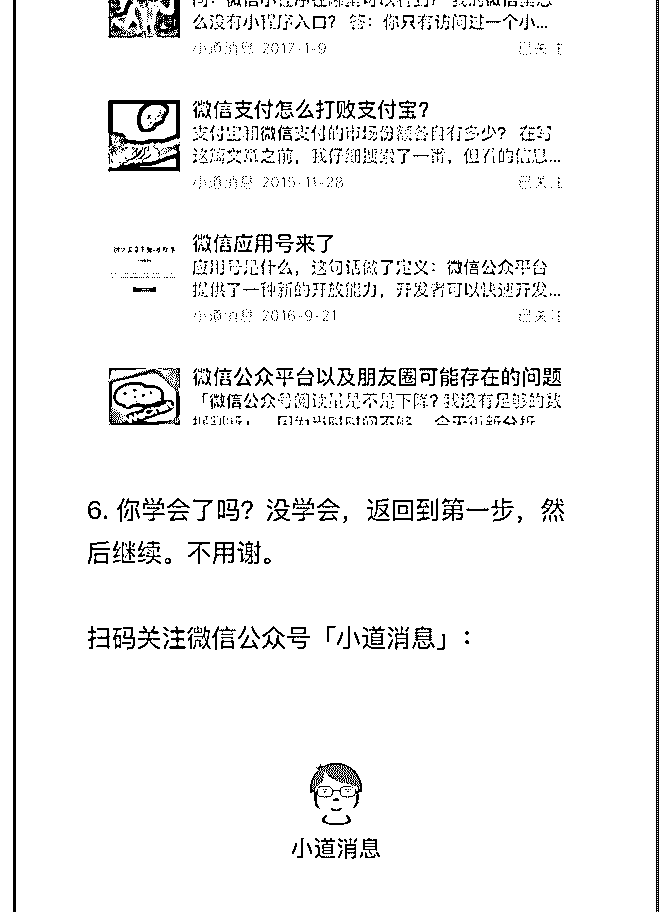 问：微信小程序在哪里可以看到？我的微信里怎
么没有小程序入口？ 答：你只有访问过一个小...
小道消息 2017-1-9 已关注
微信支付怎么打败支付宝？
支付宝和微信支付的市场份额各自有多少？ 在写
这篇文章之前，我仔细搜索了一番，但看的信息...
小道消息 2015-11-28 已关注
微信应用号来了
应用号是什么，这句话做了定义：微信公众平台
提供了一种新的开放能力，开发者可以快速开发...
小道消息 2016-9-21 已关注
微信公众平台以及朋友圈可能存在的问题
「微信公众号阅读量是不是下降？我没有足够的数
6. 你学会了吗？没学会，返回到第一步，然
后继续。不用谢。
扫码关注微信公众号「小道消息」：
小道消息